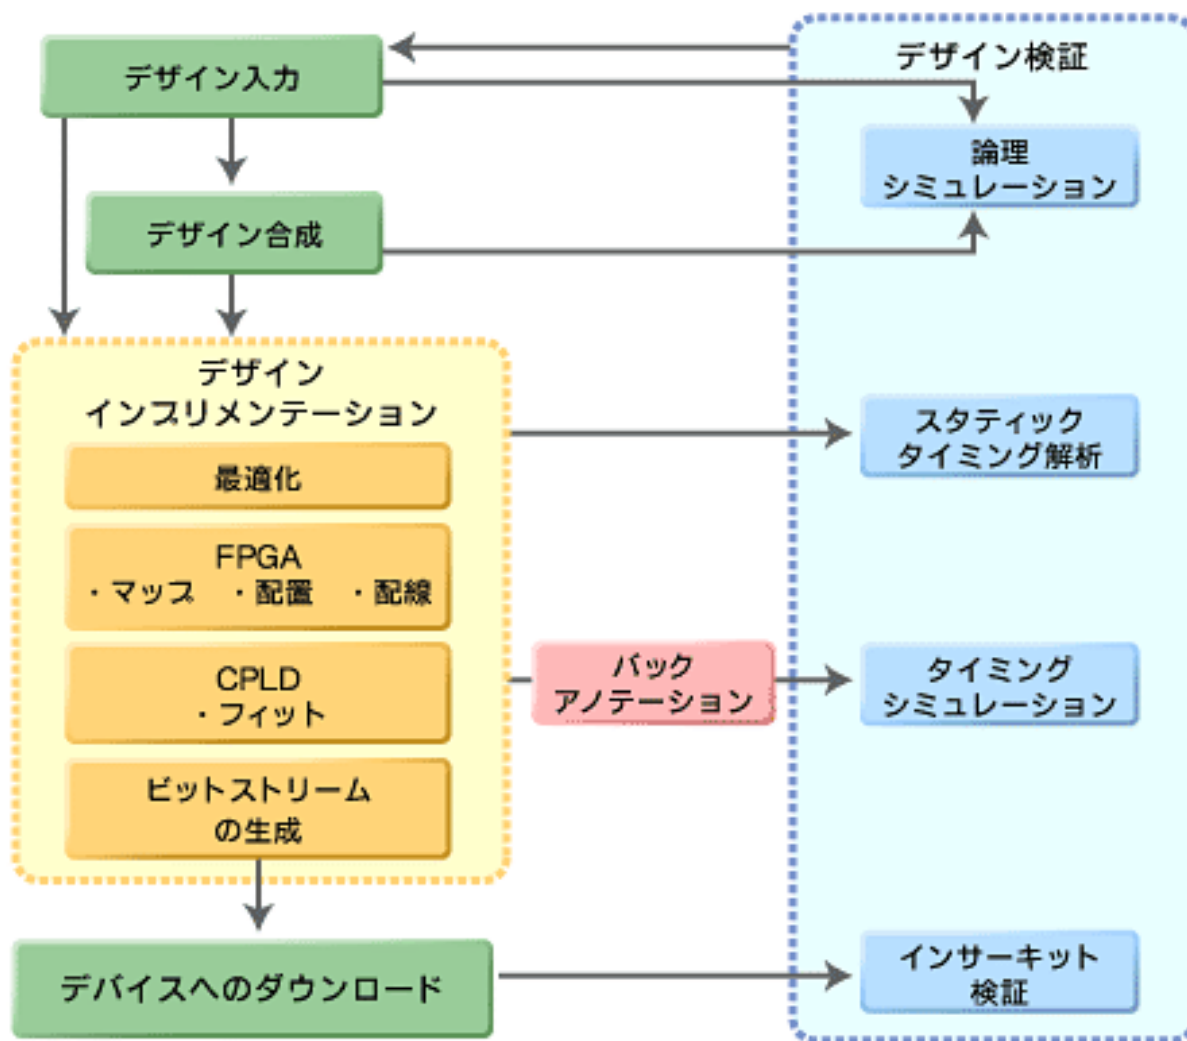 デザイン入力
デザイン検証
論理
シミュレーション
デザイン合成
デザイン
インプリメンテーション
最適化
FPGA
・マップ ・配置 ・配線
CPLD
・フィット
ビットストリーム
の生成
スタティック
タイミング解析
バック
アノテーション
タイミング
シミュレーション
デバイスへのダウンロード
インサーキット
検証